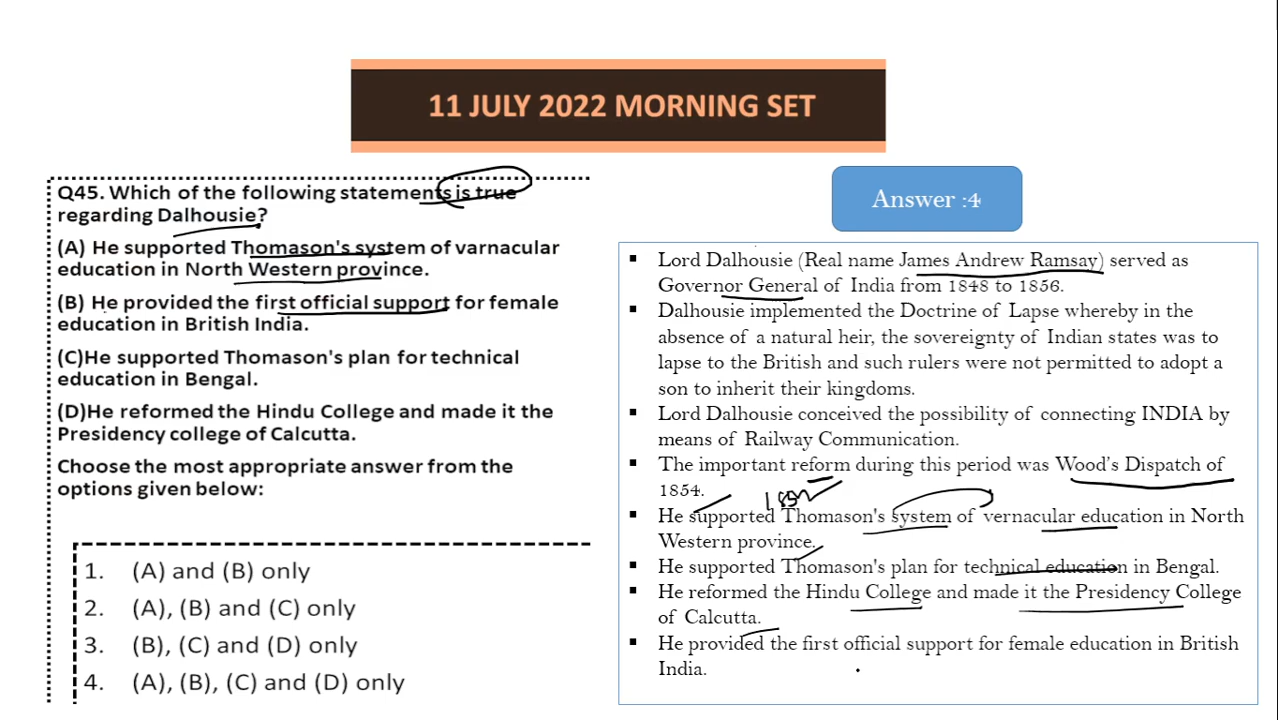 11 JULY 2022 MORNING SET
Q45. Which of the following statements is true
regarding Dalhousie?
(A) He supported Thomason's system of varnacular
education in North Western province.
(B) He provided the first official support for female
education in British India.
(C)He supported Thomason's plan for technical
education in Bengal.
(D)He reformed the Hindu College and made it the
Presidency college of Calcutta.
Choose the most appropriate answer from the
options given below:
1. (A) and (B) only
2. (A), (B) and (C) only
3. (B), (C) and (D) only
4. (A), (B), (C) and (D) only
Answer :4
▪ Lord Dalhousie (Real name James Andrew Ramsay) served as
Governor General of India from 1848 to 1856.
▪ Dalhousie implemented the Doctrine of Lapse whereby in the
absence of a natural heir, the sovereignty of Indian states was to
lapse to the British and such rulers were not permitted to adopt a
son to inherit their kingdoms.
▪ Lord Dalhousie conceived the possibility of connecting INDIA by
means of Railway Communication.
▪ The important reform during this period was Wood's Dispatch of
1854.
▪ He supported Thomason's system of vernacular education in North
Western province.
▪ He supported Thomason's plan for technical education in Bengal.
▪ He reformed the Hindu College and made it the Presidency College
of Calcutta.
▪ He provided the first official support for female education in British
India.